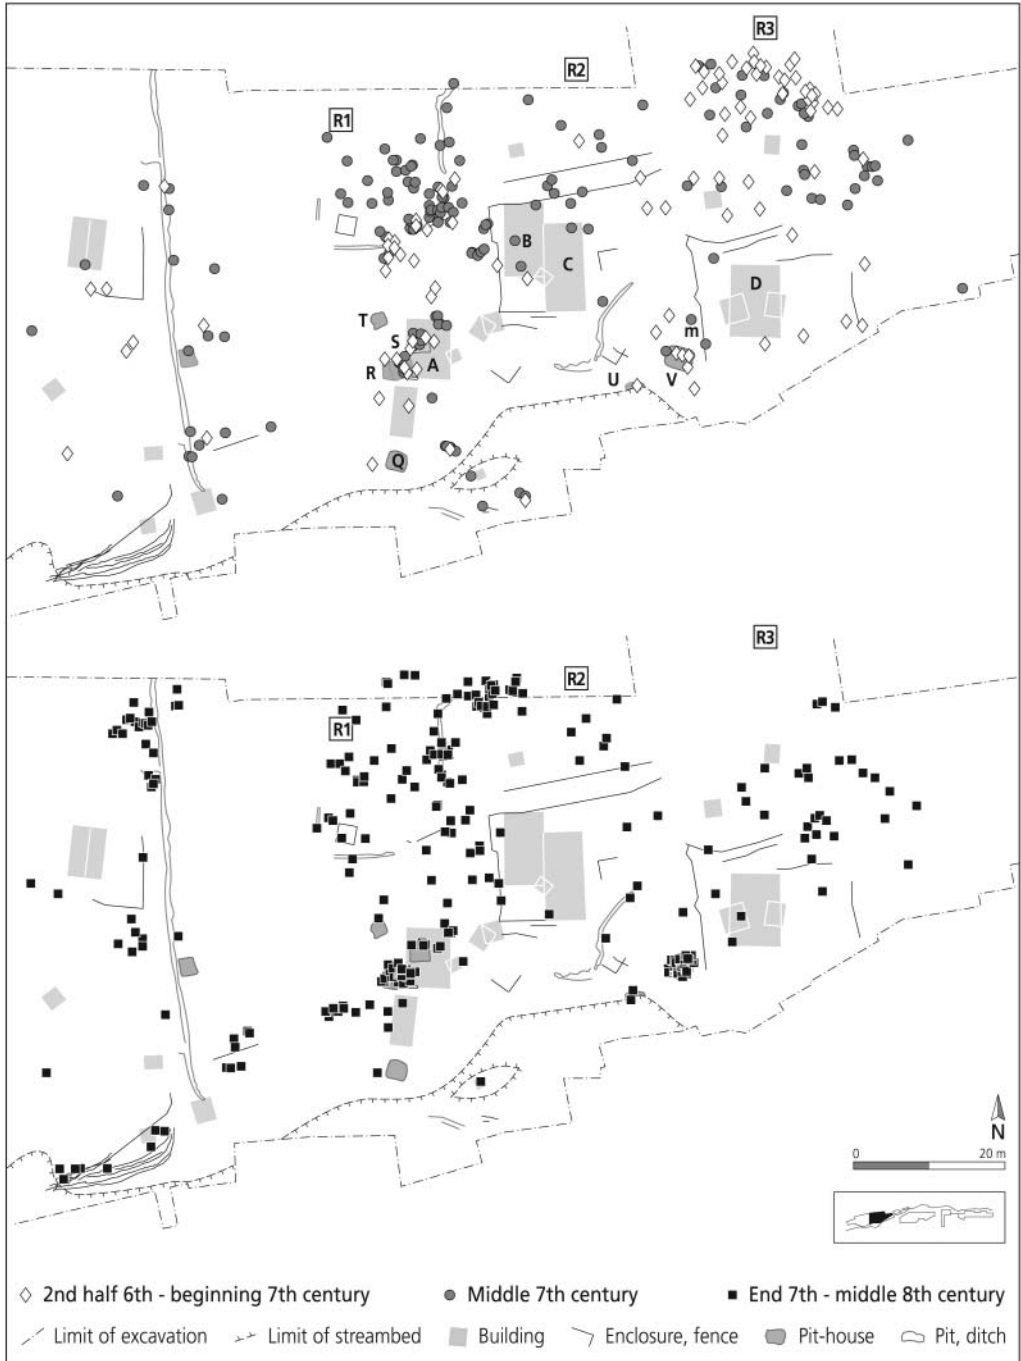 R3
R2
R1
B
C
D
T
m
S
A
R
U
V
Q
R3
R2
R1
N
0 20 m
2nd half 6th - beginning 7th century Middle 7th century End 7th - middle 8th century
Limit of excavation Limit of streambed Building Enclosure, fence Pit-house Pit, ditch